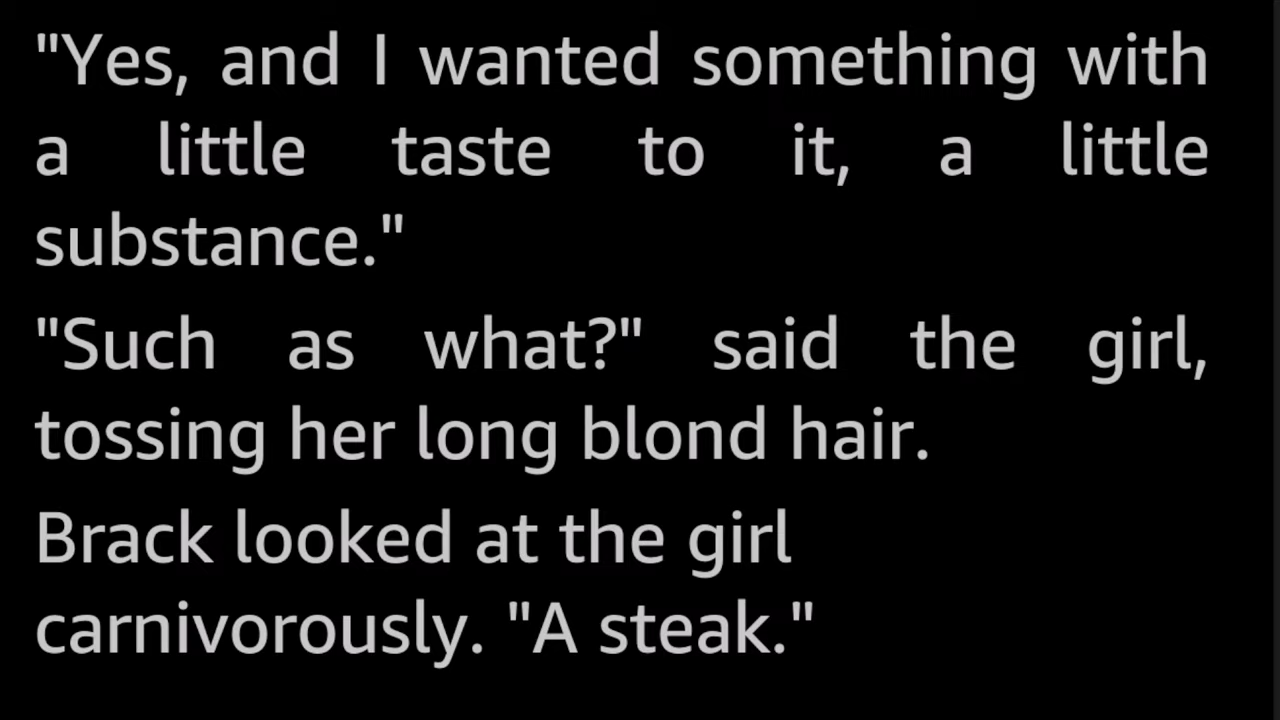 "Yes, and I wanted something with
a little taste to it, a little
substance."
"Such as what?" said the girl,
tossing her long blond hair.
Brack looked at the girl
carnivorously. "A steak."